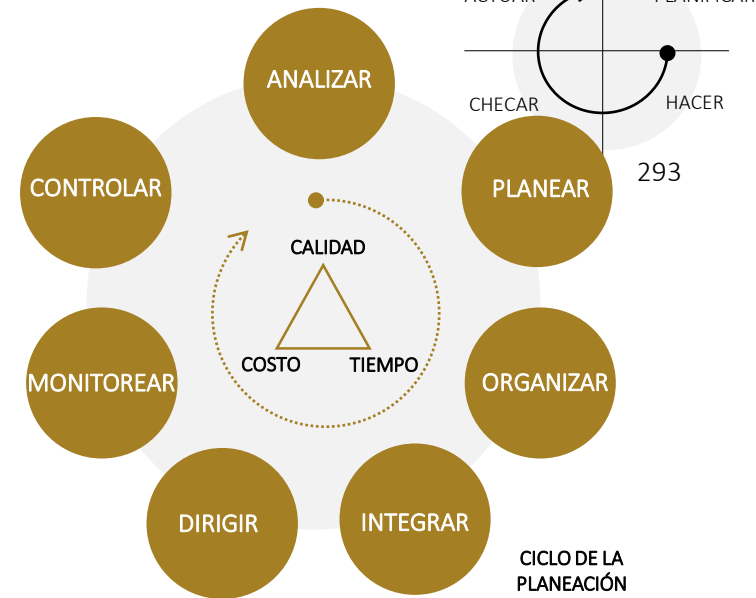 ANALIZAR
CHECAR
HACER
CONTROLAR
PLANEAR
293
CALIDAD
COSTO
TIEMPO
MONITOREAR
ORGANIZAR
DIRIGIR
INTEGRAR
CICLO DE LA
PLANEACIÓN